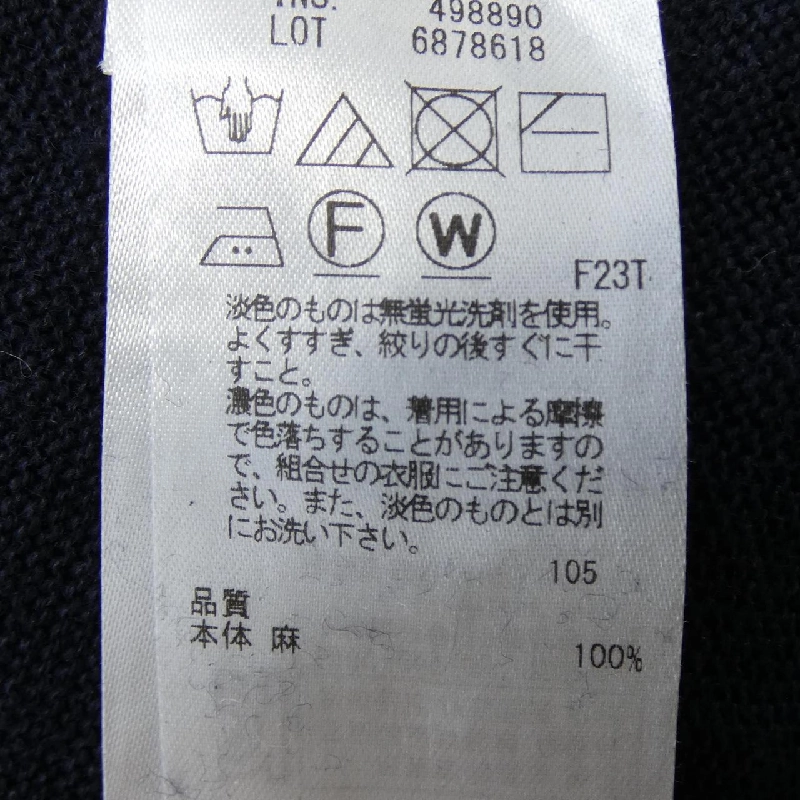 498890
LOT 6878618
F
W
F23T
淡色のものは無蛍光洗剤を使用。
よくすすぎ、絞りの後すぐに干
すこと。
濃色のものは、着用による摩擦
で色落ちすることがありますの
で、組合せの衣服にご注意くだ
さい。また、淡色のものとは別
にお洗い下さい。
105
品質
本体 麻 100%